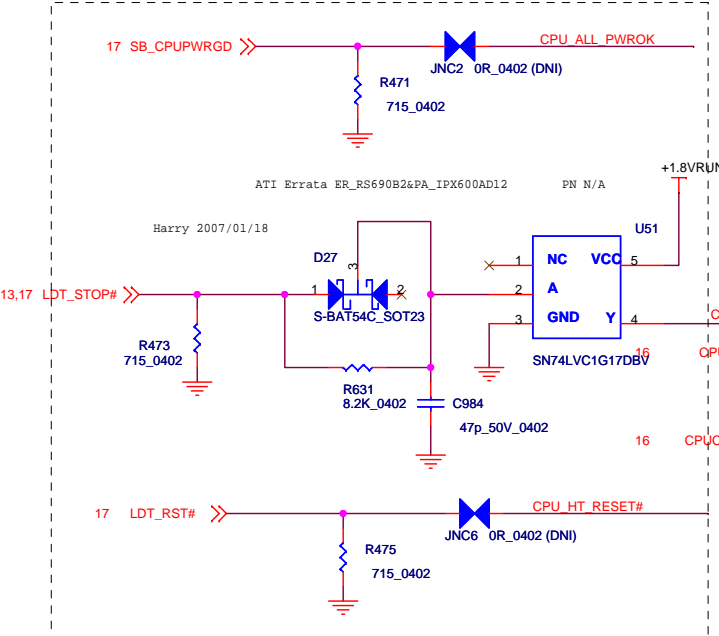 17 SB_CPUPWRGD
CPU_ALL_PWROK
JNC2 0R_0402 (DNI)
R471
715_0402
+1.8VRUN
ATI Errata ER_RS690B2&PA_IPX600AD12 PN N/A
Harry 2007/01/18
U51
D27
3
1 NC VCC 5
13,17 LDT_STOP#
1 2
2 A
S-BAT54C_SOT23
3 GND Y 4
R473
715_0402
SN74LVC1G17DBV
16
R631
8.2K_0402
C984
47p_50V_0402
16 CPUC
17 LDT_RST#
CPU_HT_RESET#
JNC6 0R_0402 (DNI)
R475
715_0402